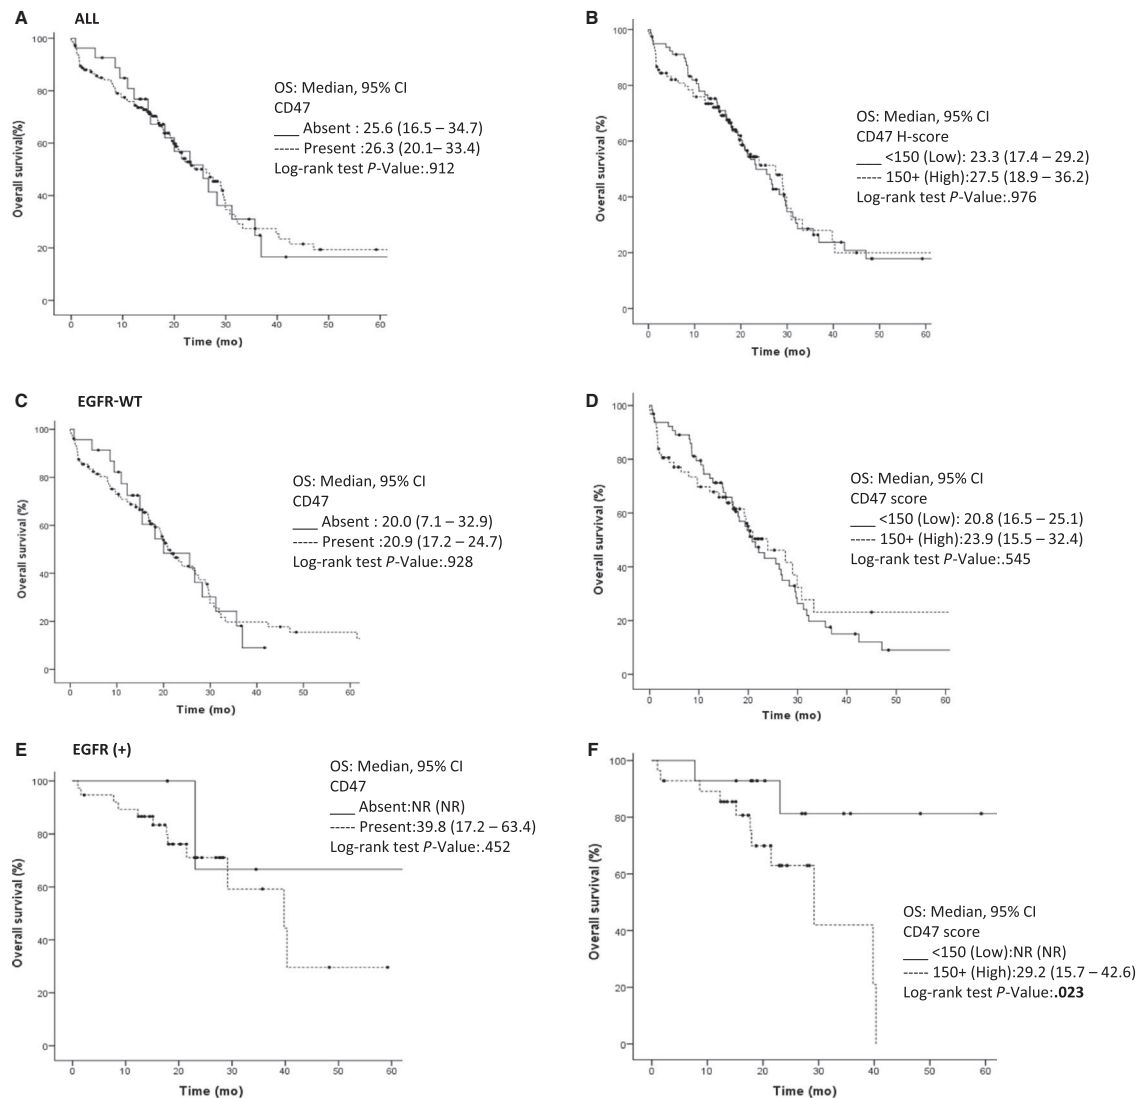 A
ALL
Overall survival(%)
100
80
60
40
20
0
0 10 20 30 40 50 60
Time (mo)
OS: Median, 95% CI
CD47
___ Absent : 25.6 (16.5 – 34.7)
----- Present :26.3 (20.1– 33.4)
Log-rank test P-Value:.912
B
Overall survival (%)
100
80
60
40
20
0
0 10 20 30 40 50 60
Time (mo)
OS: Median, 95% CI
CD47 H-score
___ <150 (Low): 23.3 (17.4 – 29.2)
----- 150+ (High):27.5 (18.9 – 36.2)
Log-rank test P-Value:.976
C
EGFR-WT
Overall survival (%)
100
80
60
40
20
0
0 10 20 30 40 50 60
Time (mo)
OS: Median, 95% CI
CD47
___ Absent : 20.0 (7.1 – 32.9)
----- Present :20.9 (17.2 – 24.7)
Log-rank test P-Value:.928
D
Overall survival (%)
100
80
60
40
20
0
0 10 20 30 40 50 60
Time (mo)
OS: Median, 95% CI
CD47 score
___ <150 (Low): 20.8 (16.5 – 25.1)
----- 150+ (High):23.9 (15.5 – 32.4)
Log-rank test P-Value:.545
E
EGFR (+)
Overall survival (%)
100
80
60
40
20
0
0 10 20 30 40 50 60
Time (mo)
OS: Median, 95% CI
CD47
___ Absent:NR (NR)
----- Present:39.8 (17.2 – 63.4)
Log-rank test P-Value:.452
F
Overall survival (%)
100
80
60
40
20
0
0 10 20 30 40 50 60
Time (mo)
OS: Median, 95% CI
CD47 score
___ <150 (Low):NR (NR)
----- 150+ (High):29.2 (15.7 – 42.6)
Log-rank test P-Value:.023